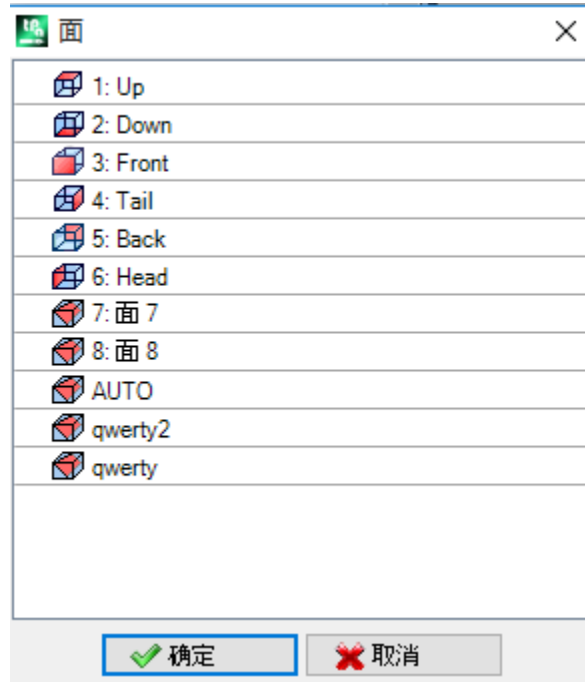 面
1: Up
2: Down
3: Front
4: Tail
5: Back
6: Head
7: 面 7
8: 面 8
AUTO
qwerty2
qwerty
确定 取消